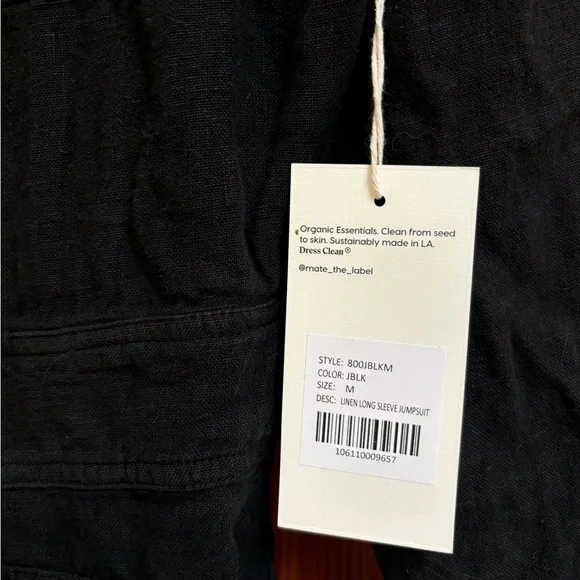 Organic Essentials. Clean from seed
to skin. Sustainably made in LA.
Dress Clean®
@mate_the_label
STYLE: 800JBLKM
COLOR: JBLK
SIZE: M
DESC: LINEN LONG SLEEVE JUMPSUIT
106110009657